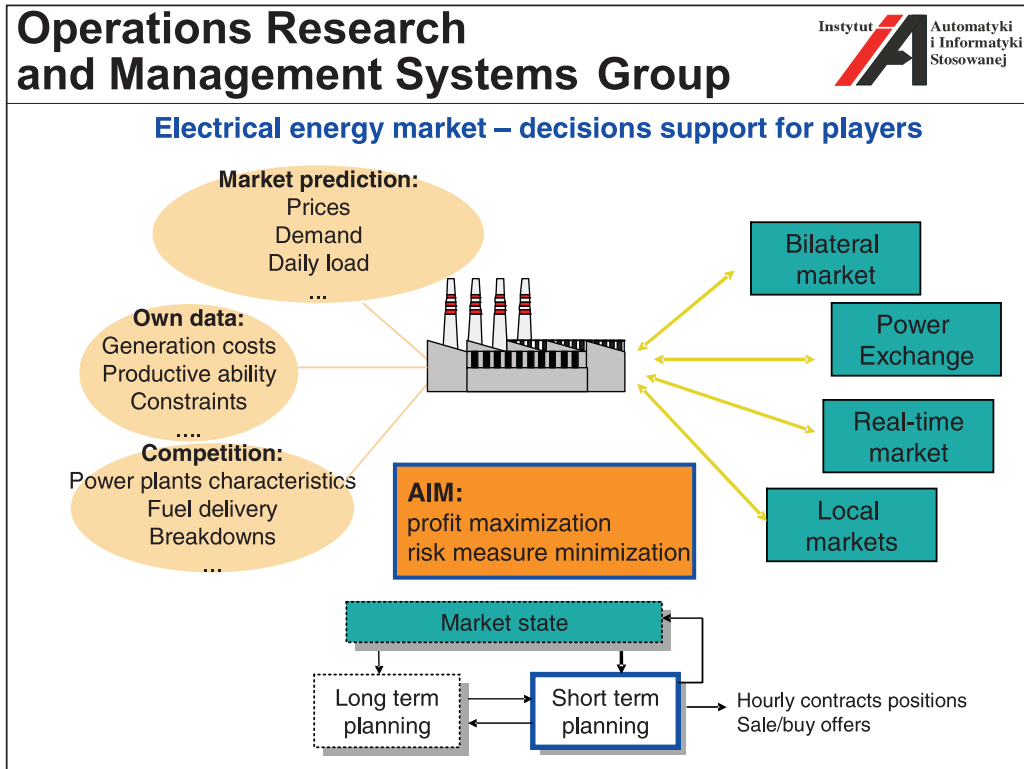 Operations Research
and Management Systems Group
Instytut
Automatyki
i Informatyki
Stosowanej
IA
Electrical energy market – decisions support for players
Market prediction:
Prices
Demand
Daily load
...
Own data:
Generation costs
Productive ability
Constraints
....
Competition:
Power plants characteristics
Fuel delivery
Breakdowns
...
Bilateral
market
Power
Exchange
Real-time
market
Local
markets
AIM:
profit maximization
risk measure minimization
Market state
Long term
planning
Short term
planning
Hourly contracts positions
Sale/buy offers